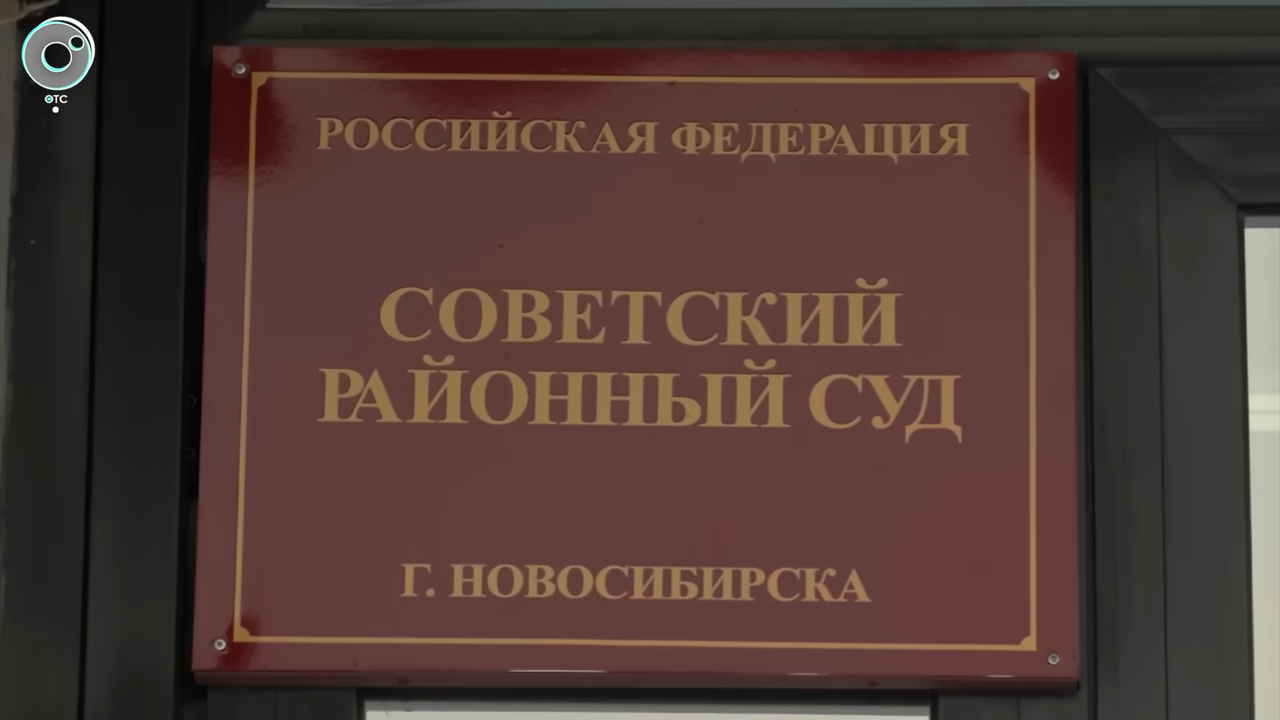 ОТС
РОССИЙСКАЯ ФЕДЕРАЦИЯ
СОВЕТСКИЙ
РАЙОННЫЙ СУД
Г. НОВОСИБИРСКА